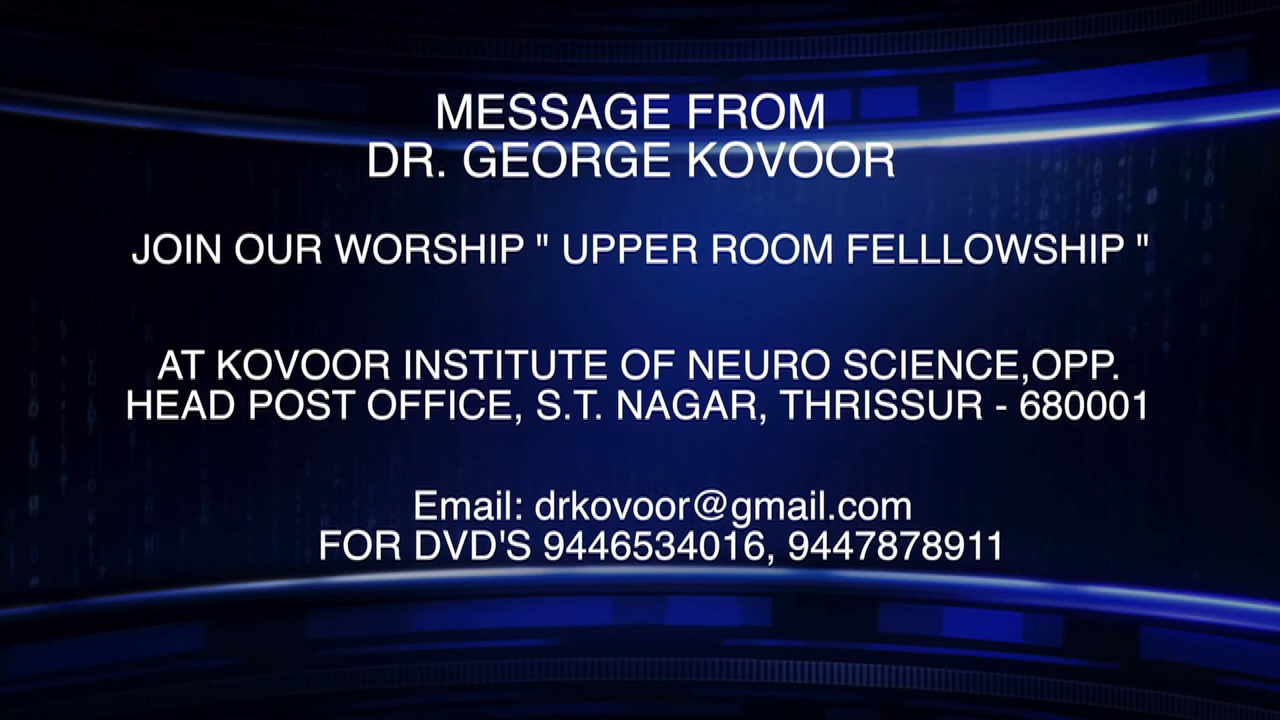 MESSAGE FROM
DR. GEORGE KOVOOR
JOIN OUR WORSHIP " UPPER ROOM FELLLOWSHIP "
AT KOVOOR INSTITUTE OF NEURO SCIENCE,OPP.
HEAD POST OFFICE, S.T. NAGAR, THRISSUR - 680001
Email: drkovoor@gmail.com
FOR DVD'S 9446534016, 9447878911